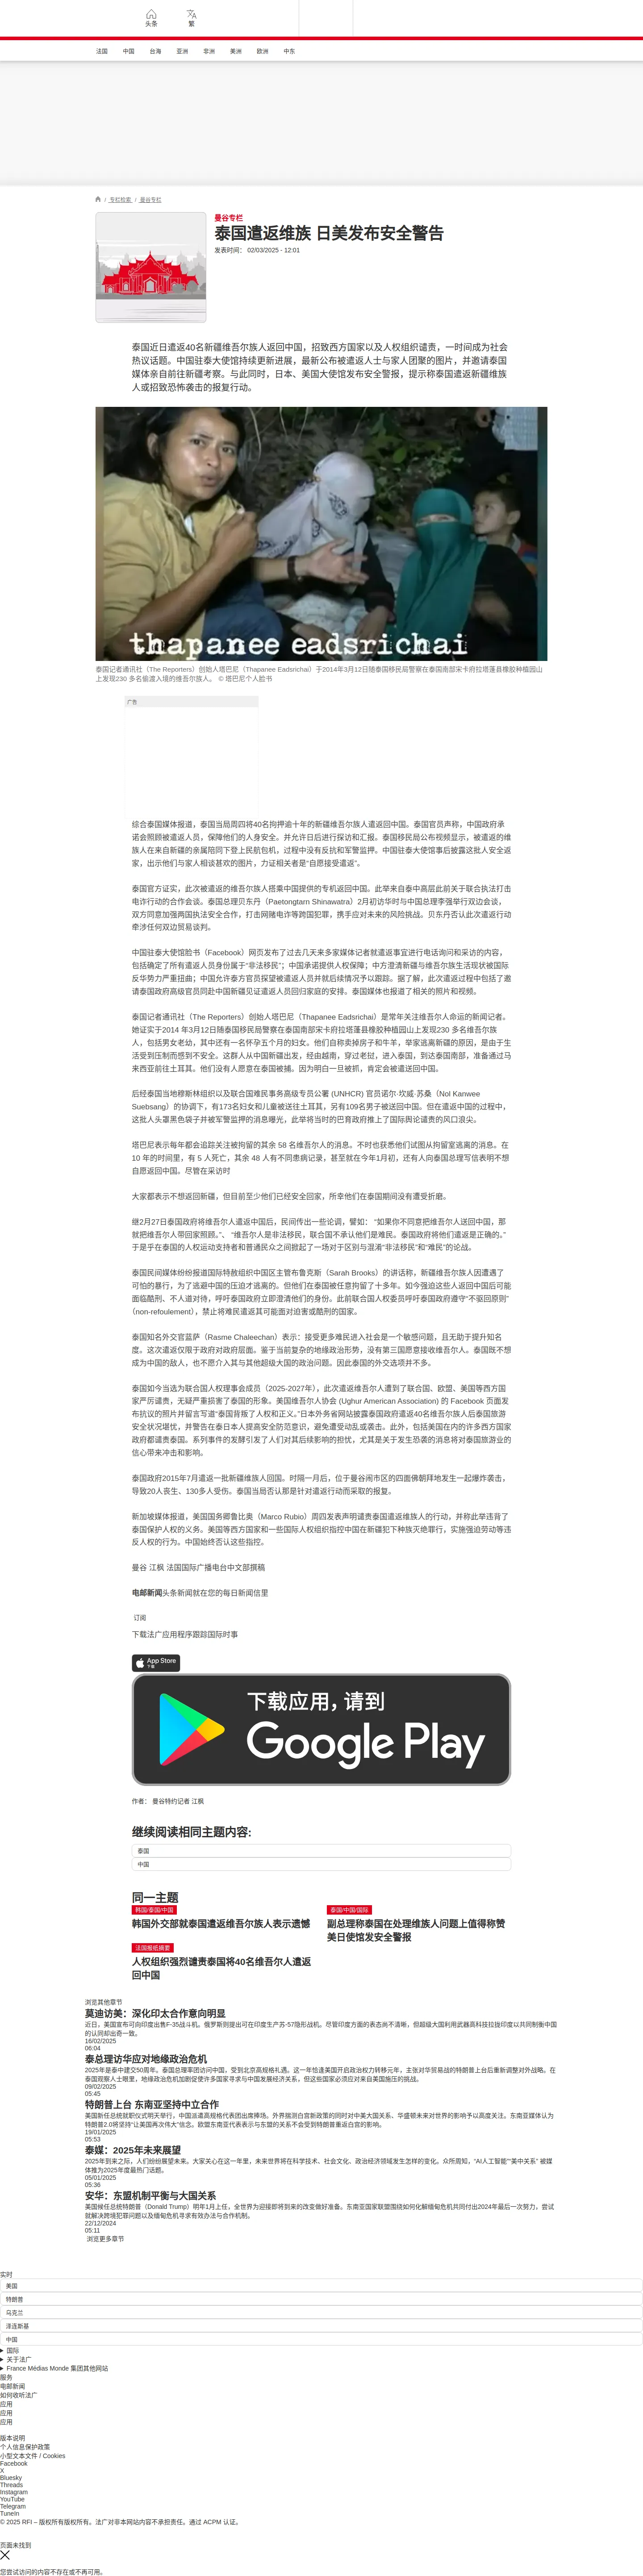 头条
繁
法国 中国 台海 亚洲 非洲 美洲 欧洲 中东
/ 专栏检索 / 曼谷专栏
曼谷专栏
泰国遣返维族 日美发布安全警告
发表时间： 02/03/2025 - 12:01
泰国近日遣返40名新疆维吾尔族人返回中国，招致西方国家以及人权组织谴责，一时间成为社会
热议话题。中国驻泰大使馆持续更新进展，最新公布被遣返人士与家人团聚的图片，并邀请泰国
媒体亲自前往新疆考察。与此同时，日本、美国大使馆发布安全警报，提示称泰国遣返新疆维族
人或招致恐怖袭击的报复行动。
thapanee eadsrichai
泰国记者通讯社（The Reporters）创始人塔巴尼（Thapanee Eadsrichai）于2014年3月12日随泰国移民局警察在泰国南部宋卡府拉塔蓬县橡胶种植园山
上发现230 多名偷渡入境的维吾尔族人。 © 塔巴尼个人脸书
广告
综合泰国媒体报道，泰国当局周四将40名拘押逾十年的新疆维吾尔族人遣返回中国。泰国官员声称，中国政府承
诺会照顾被遣返人员，保障他们的人身安全。并允许日后进行探访和汇报。泰国移民局公布视频显示，被遣返的维
族人在来自新疆的亲属陪同下登上民航包机，过程中没有反抗和军警监押。中国驻泰大使馆事后披露这批人安全返
家，出示他们与家人相谈甚欢的图片，力证相关者是“自愿接受遣返”。
泰国官方证实，此次被遣返的维吾尔族人搭乘中国提供的专机返回中国。此举来自泰中高层此前关于联合执法打击
电诈行动的合作会谈。泰国总理贝东丹（Paetongtarn Shinawatra）2月初访华时与中国总理李强举行双边会谈，
双方同意加强两国执法安全合作，打击网赌电诈等跨国犯罪，携手应对未来的风险挑战。贝东丹否认此次遣返行动
牵涉任何双边贸易谈判。
中国驻泰大使馆脸书（Facebook）网页发布了过去几天来多家媒体记者就遣返事宜进行电话询问和采访的内容，
包括确定了所有遣返人员身份属于“非法移民”；中国承诺提供人权保障；中方澄清新疆与维吾尔族生活现状被国际
反华势力严重扭曲；中国允许泰方官员探望被遣返人员并就后续情况予以跟踪。据了解，此次遣返过程中包括了邀
请泰国政府高级官员同赴中国新疆见证遣返人员回归家庭的安排。泰国媒体也报道了相关的照片和视频。
泰国记者通讯社（The Reporters）创始人塔巴尼（Thapanee Eadsrichai）是常年关注维吾尔人命运的新闻记者。
她证实于2014 年3月12日随泰国移民局警察在泰国南部宋卡府拉塔蓬县橡胶种植园山上发现230 多名维吾尔族
人，包括男女老幼，其中还有一名怀孕五个月的妇女。他们自称卖掉房子和牛羊，举家逃离新疆的原因，是由于生
活受到压制而感到不安全。这群人从中国新疆出发，经由越南，穿过老挝，进入泰国，到达泰国南部，准备通过马
来西亚前往土耳其。他们没有人愿意在泰国被捕。因为明白一旦被抓，肯定会被遣送回中国。
后经泰国当地穆斯林组织以及联合国难民事务高级专员公署 (UNHCR) 官员诺尔·坎威·苏桑（Nol Kanwee
Suebsang）的协调下，有173名妇女和儿童被送往土耳其，另有109名男子被送回中国。但在遣返中国的过程中，
这批人头罩黑色袋子并被军警监押的消息曝光，此举将当时的巴育政府推上了国际舆论谴责的风口浪尖。
塔巴尼表示每年都会追踪关注被拘留的其余 58 名维吾尔人的消息。不时也获悉他们试图从拘留室逃离的消息。在
10 年的时间里，有 5 人死亡，其余 48 人有不同患病记录，甚至就在今年1月初，还有人向泰国总理写信表明不想
自愿返回中国。尽管在采访时
大家都表示不想返回新疆，但目前至少他们已经安全回家，所幸他们在泰国期间没有遭受折磨。
继2月27日泰国政府将维吾尔人遣返中国后，民间传出一些论调，譬如： “如果你不同意把维吾尔人送回中国，那
就把维吾尔人带回家照顾。”、 “维吾尔人是非法移民，联合国不承认他们是难民。泰国政府将他们遣返是正确的。”
于是乎在泰国的人权运动支持者和普通民众之间掀起了一场对于区别与混淆“非法移民”和“难民”的论战。
泰国民间媒体纷纷报道国际特赦组织中国区主管布鲁克斯（Sarah Brooks）的讲话称，新疆维吾尔族人因遭遇了
可怕的暴行，为了逃避中国的压迫才逃离的。但他们在泰国被任意拘留了十多年。如今强迫这些人返回中国后可能
面临酷刑、不人道对待，呼吁泰国政府立即澄清他们的身份。此前联合国人权委员呼吁泰国政府遵守“不驱回原则”
（non-refoulement），禁止将难民遣返其可能面对迫害或酷刑的国家。
泰国知名外交官蓝萨（Rasme Chaleechan）表示：接受更多难民进入社会是一个敏感问题，且无助于提升知名
度。这次遣返仅限于政府对政府层面。鉴于当前复杂的地缘政治形势，没有第三国愿意接收维吾尔人。泰国既不想
成为中国的敌人，也不愿介入其与其他超级大国的政治问题。因此泰国的外交选项并不多。
泰国如今当选为联合国人权理事会成员（2025-2027年），此次遣返维吾尔人遭到了联合国、欧盟、美国等西方国
家严厉谴责，无疑严重损害了泰国的形象。美国维吾尔人协会 (Ughur American Association) 的 Facebook 页面发
布抗议的照片并留言写道“泰国背叛了人权和正义。”日本外务省网站披露泰国政府遣返40名维吾尔族人后泰国旅游
安全状况堪忧，并警告在泰日本人提高安全防范意识，避免遭受动乱或袭击。此外，包括美国在内的许多西方国家
政府都谴责泰国。系列事件的发酵引发了人们对其后续影响的担忧，尤其是关于发生恐袭的消息将对泰国旅游业的
信心带来冲击和影响。
泰国政府2015年7月遣返一批新疆维族人回国。时隔一月后，位于曼谷闹市区的四面佛朝拜地发生一起爆炸袭击，
导致20人丧生、130多人受伤。泰国当局否认那是针对遣返行动而采取的报复。
新加坡媒体报道，美国国务卿鲁比奥（Marco Rubio）周四发表声明谴责泰国遣返维族人的行动，并称此举违背了
泰国保护人权的义务。美国等西方国家和一些国际人权组织指控中国在新疆犯下种族灭绝罪行，实施强迫劳动等违
反人权的行为。中国始终否认这些指控。
曼谷 江枫 法国国际广播电台中文部撰稿
电邮新闻头条新闻就在您的每日新闻信里
订阅
下载法广应用程序跟踪国际时事
App Store
下载
下载应用，请到
Google Play
作者： 曼谷特约记者 江枫
继续阅读相同主题内容:
泰国
中国
同一主题
韩国/泰国/中国
韩国外交部就泰国遣返维吾尔族人表示遗憾
泰国/中国/国际
副总理称泰国在处理维族人问题上值得称赞
美日使馆发安全警报
法国报纸摘要
人权组织强烈谴责泰国将40名维吾尔人遣返
回中国
浏览其他章节
莫迪访美：深化印太合作意向明显
近日，美国宣布可向印度出售F-35战斗机。俄罗斯则提出可在印度生产苏-57隐形战机。尽管印度方面的表态尚不清晰，但超级大国利用武器高科技拉拢印度以共同制衡中国
的认同却出奇一致。
16/02/2025
06:04
泰总理访华应对地缘政治危机
2025年是泰中建交50周年。泰国总理率团访问中国，受到北京高规格礼遇。这一年恰逢美国开启政治权力转移元年，主张对华贸易战的特朗普上台后重新调整对外战略。在
泰国观察人士眼里，地缘政治危机加剧促使许多国家寻求与中国发展经济关系，但这些国家必须应对来自美国施压的挑战。
09/02/2025
05:45
特朗普上台 东南亚坚持中立合作
美国新任总统就职仪式明天举行，中国派遣高规格代表团出席捧场。外界揣测白宫新政策的同时对中美大国关系、华盛顿未来对世界的影响予以高度关注。东南亚媒体认为
特朗普2.0将坚持“让美国再次伟大”信念。欧盟东南亚代表表示与东盟的关系不会受到特朗普重返白宫的影响。
19/01/2025
05:53
泰媒：2025年未来展望
2025年到来之际，人们纷纷展望未来。大家关心在这一年里，未来世界将在科学技术、社会文化、政治经济领域发生怎样的变化。众所周知，“AI人工智能”“美中关系” 被媒
体推为2025年度最热门话题。
05/01/2025
05:36
安华：东盟机制平衡与大国关系
美国候任总统特朗普（Donald Trump）明年1月上任，全世界为迎接即将到来的改变做好准备。东南亚国家联盟围绕如何化解缅甸危机共同付出2024年最后一次努力，尝试
就解决跨境犯罪问题以及缅甸危机寻求有效办法与合作机制。
22/12/2024
05:11
浏览更多章节
实时
美国
特朗普
乌克兰
泽连斯基
中国
国际
关于法广
France Médias Monde 集团其他网站
服务
电邮新闻
如何收听法广
应用
应用
应用
版本说明
个人信息保护政策
小型文本文件 / Cookies
Facebook
X
Bluesky
Threads
Instagram
YouTube
Telegram
TuneIn
© 2025 RFI – 版权所有版权所有。法广对非本网站内容不承担责任。通过 ACPM 认证。
页面未找到
您尝试访问的内容不存在或不再可用。